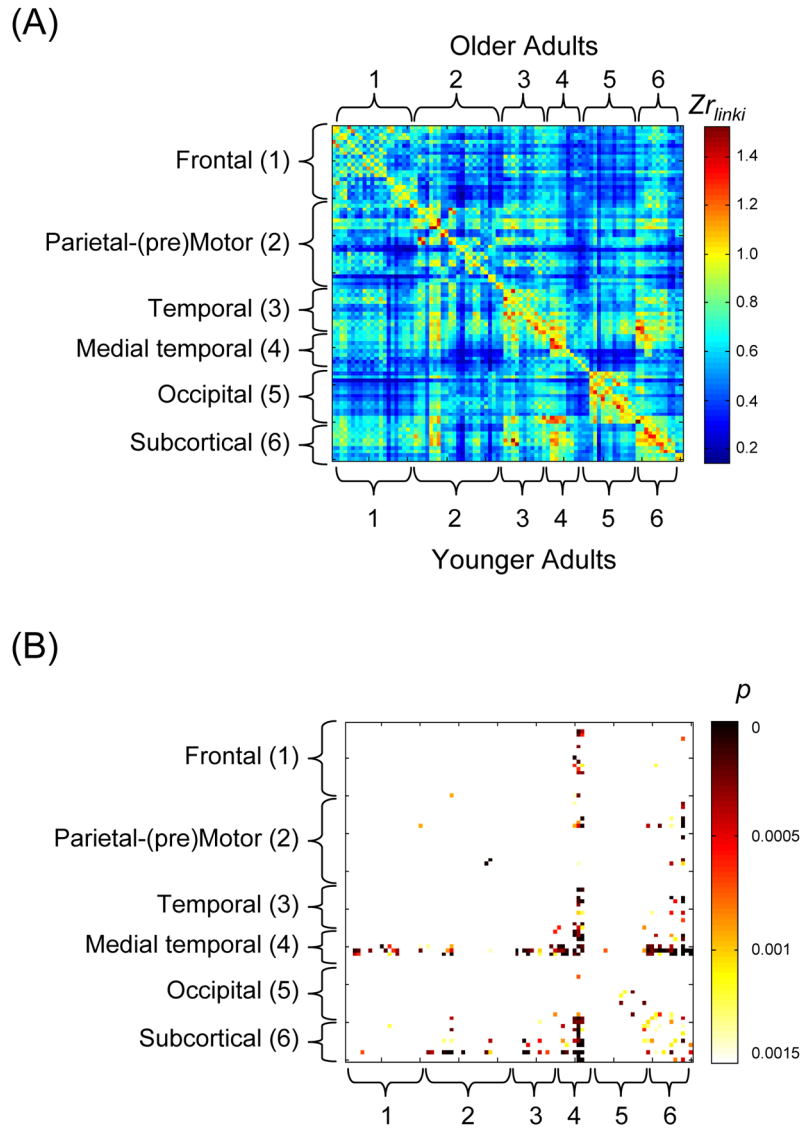 (A)
Older Adults
1 2 3 4 5 6
Zr_linki
Frontal (1)
Parietal-(pre)Motor (2)
Temporal (3)
Medial temporal (4)
Occipital (5)
Subcortical (6)
1.4
1.2
1.0
0.8
0.6
0.4
0.2
1 2 3 4 5 6
Younger Adults
(B)
p
Frontal (1)
Parietal-(pre)Motor (2)
Temporal (3)
Medial temporal (4)
Occipital (5)
Subcortical (6)
0
0.0005
0.001
0.0015
1 2 3 4 5 6